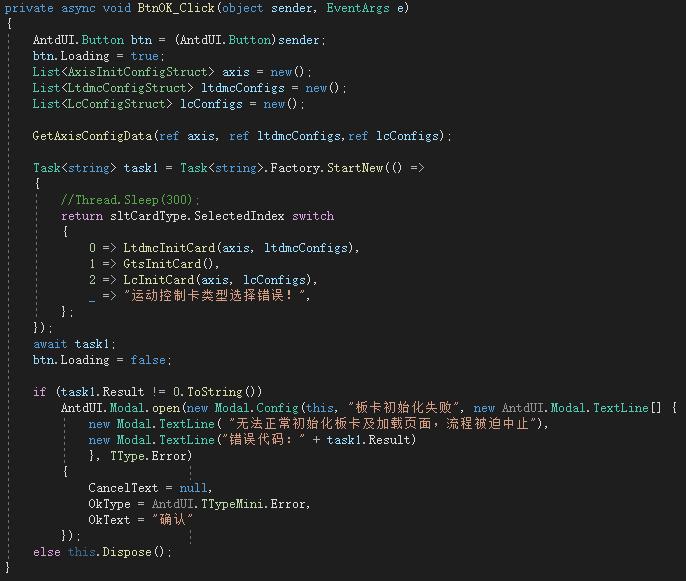 private async void BtnOK_Click(object sender, EventArgs e)
{
    AntdUI.Button btn = (AntdUI.Button)sender;
    btn.Loading = true;
    List<AxisInitConfigStruct> axis = new();
    List<LtdmcConfigStruct> ltdmcConfigs = new();
    List<LcConfigStruct> lcConfigs = new();

    GetAxisConfigData(ref axis, ref ltdmcConfigs,ref lcConfigs);

    Task<string> task1 = Task<string>.Factory.StartNew(() =>
    {
        //Thread.Sleep(300);
        return sltCardType.SelectedIndex switch
        {
            0 => LtdmcInitCard(axis, ltdmcConfigs),
            1 => GtsInitCard(),
            2 => LcInitCard(axis, lcConfigs),
            _ => "运动控制卡类型选择错误！",
        };
    });
    await task1;
    btn.Loading = false;

    if (task1.Result != 0.ToString())
        AntdUI.Modal.open(new Modal.Config(this, "板卡初始化失败", new AntdUI.Modal.TextLine[] {
            new Modal.TextLine( "无法正常初始化板卡及加载页面，流程被迫中止"),
            new Modal.TextLine("错误代码：" + task1.Result)
            }, TType.Error)
        {
            CancelText = null,
            OkType = AntdUI.TTypeMini.Error,
            OkText = "确认"
        });
    else this.Dispose();
}